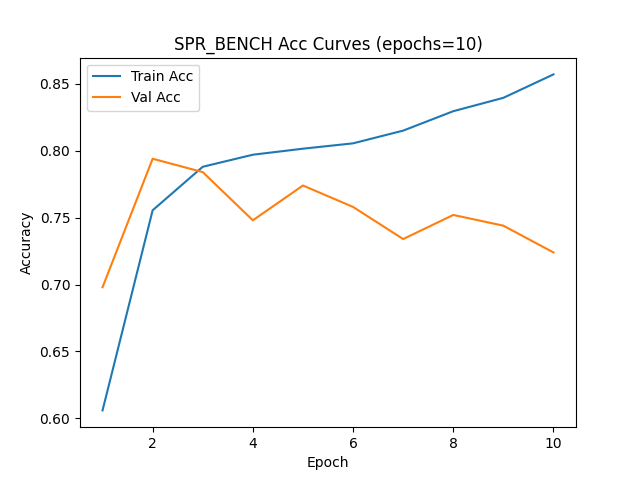 SPR_BENCH Acc Curves (epochs=10)
Train Acc
Val Acc
0.85
0.80
0.75
0.70
0.65
0.60
Accuracy
2
4
6
8
10
Epoch